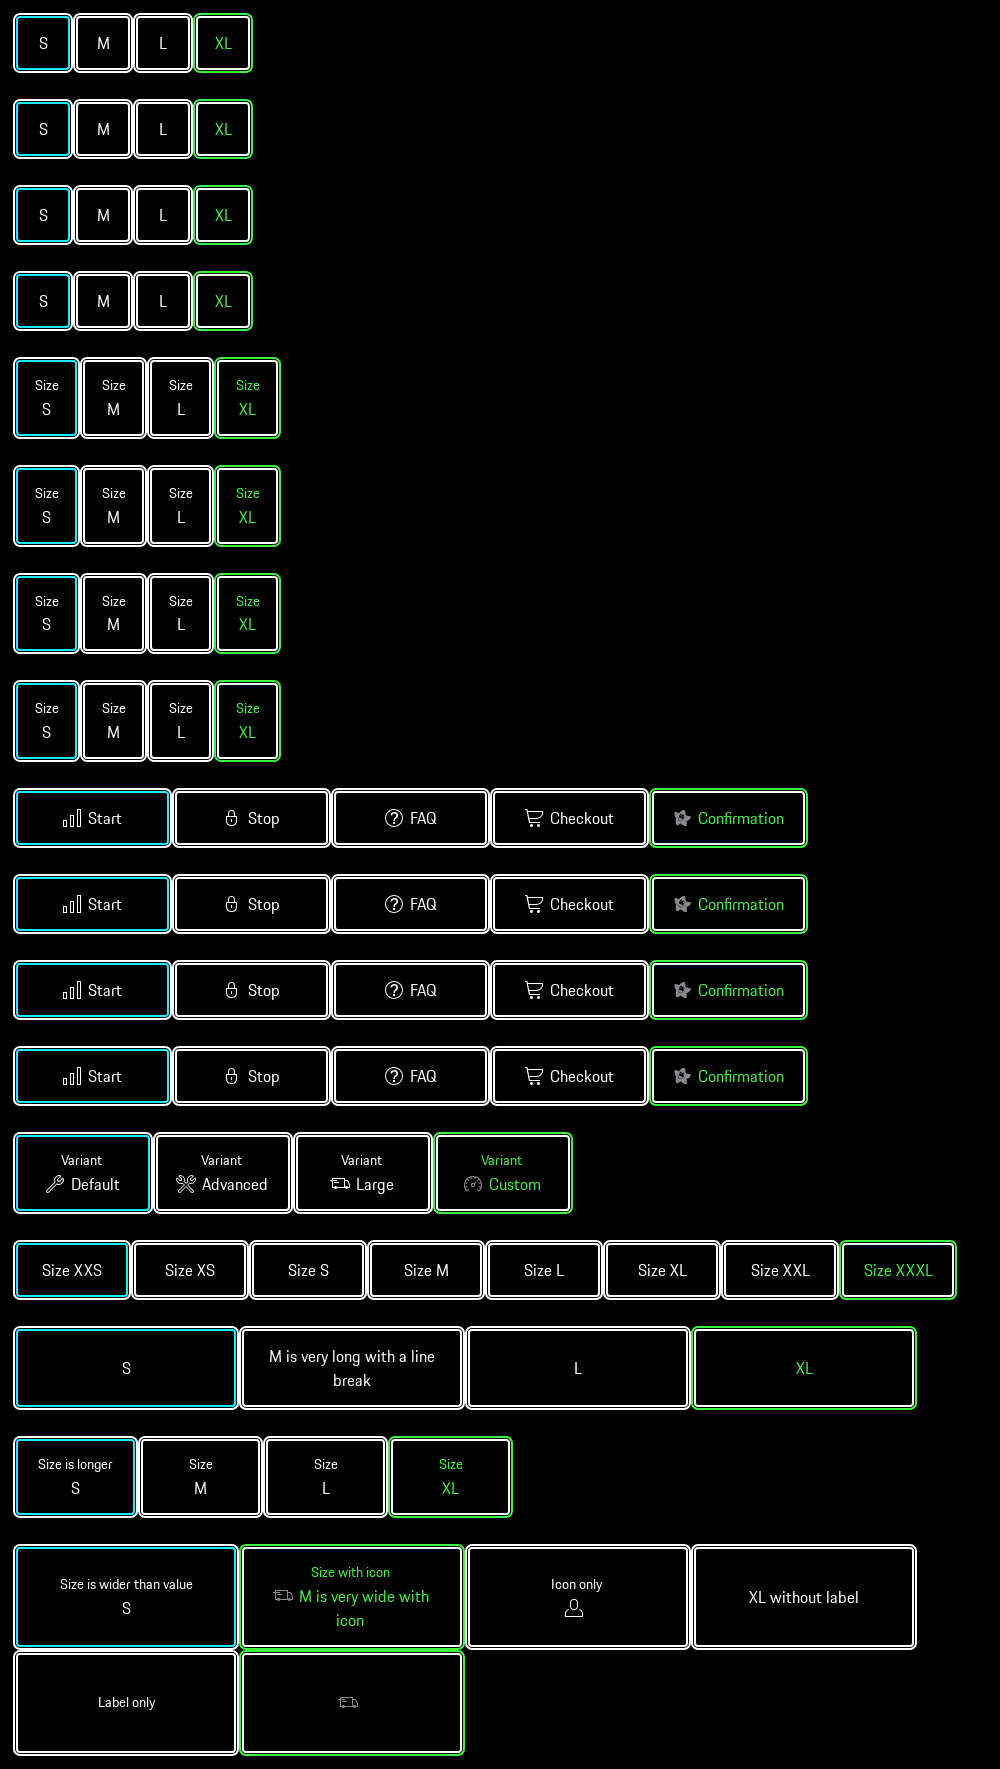 S M L XL
S M L XL
S M L XL
S M L XL
Size Size Size Size
S M L XL
Size Size Size Size
S M L XL
Size Size Size Size
S M L XL
Size Size Size Size
S M L XL
Start Stop FAQ Checkout Confirmation
Start Stop FAQ Checkout Confirmation
Start Stop FAQ Checkout Confirmation
Start Stop FAQ Checkout Confirmation
Variant Variant Variant Variant
Default Advanced Large Custom
Size XXS Size XS Size S Size M Size L Size XL Size XXL Size XXXL
S
M is very long with a line
break
L
XL
Size is longer Size Size Size
S M L XL
Size is wider than value
S
Size with icon
M is very wide with
icon
Icon only
XL without label
Label only